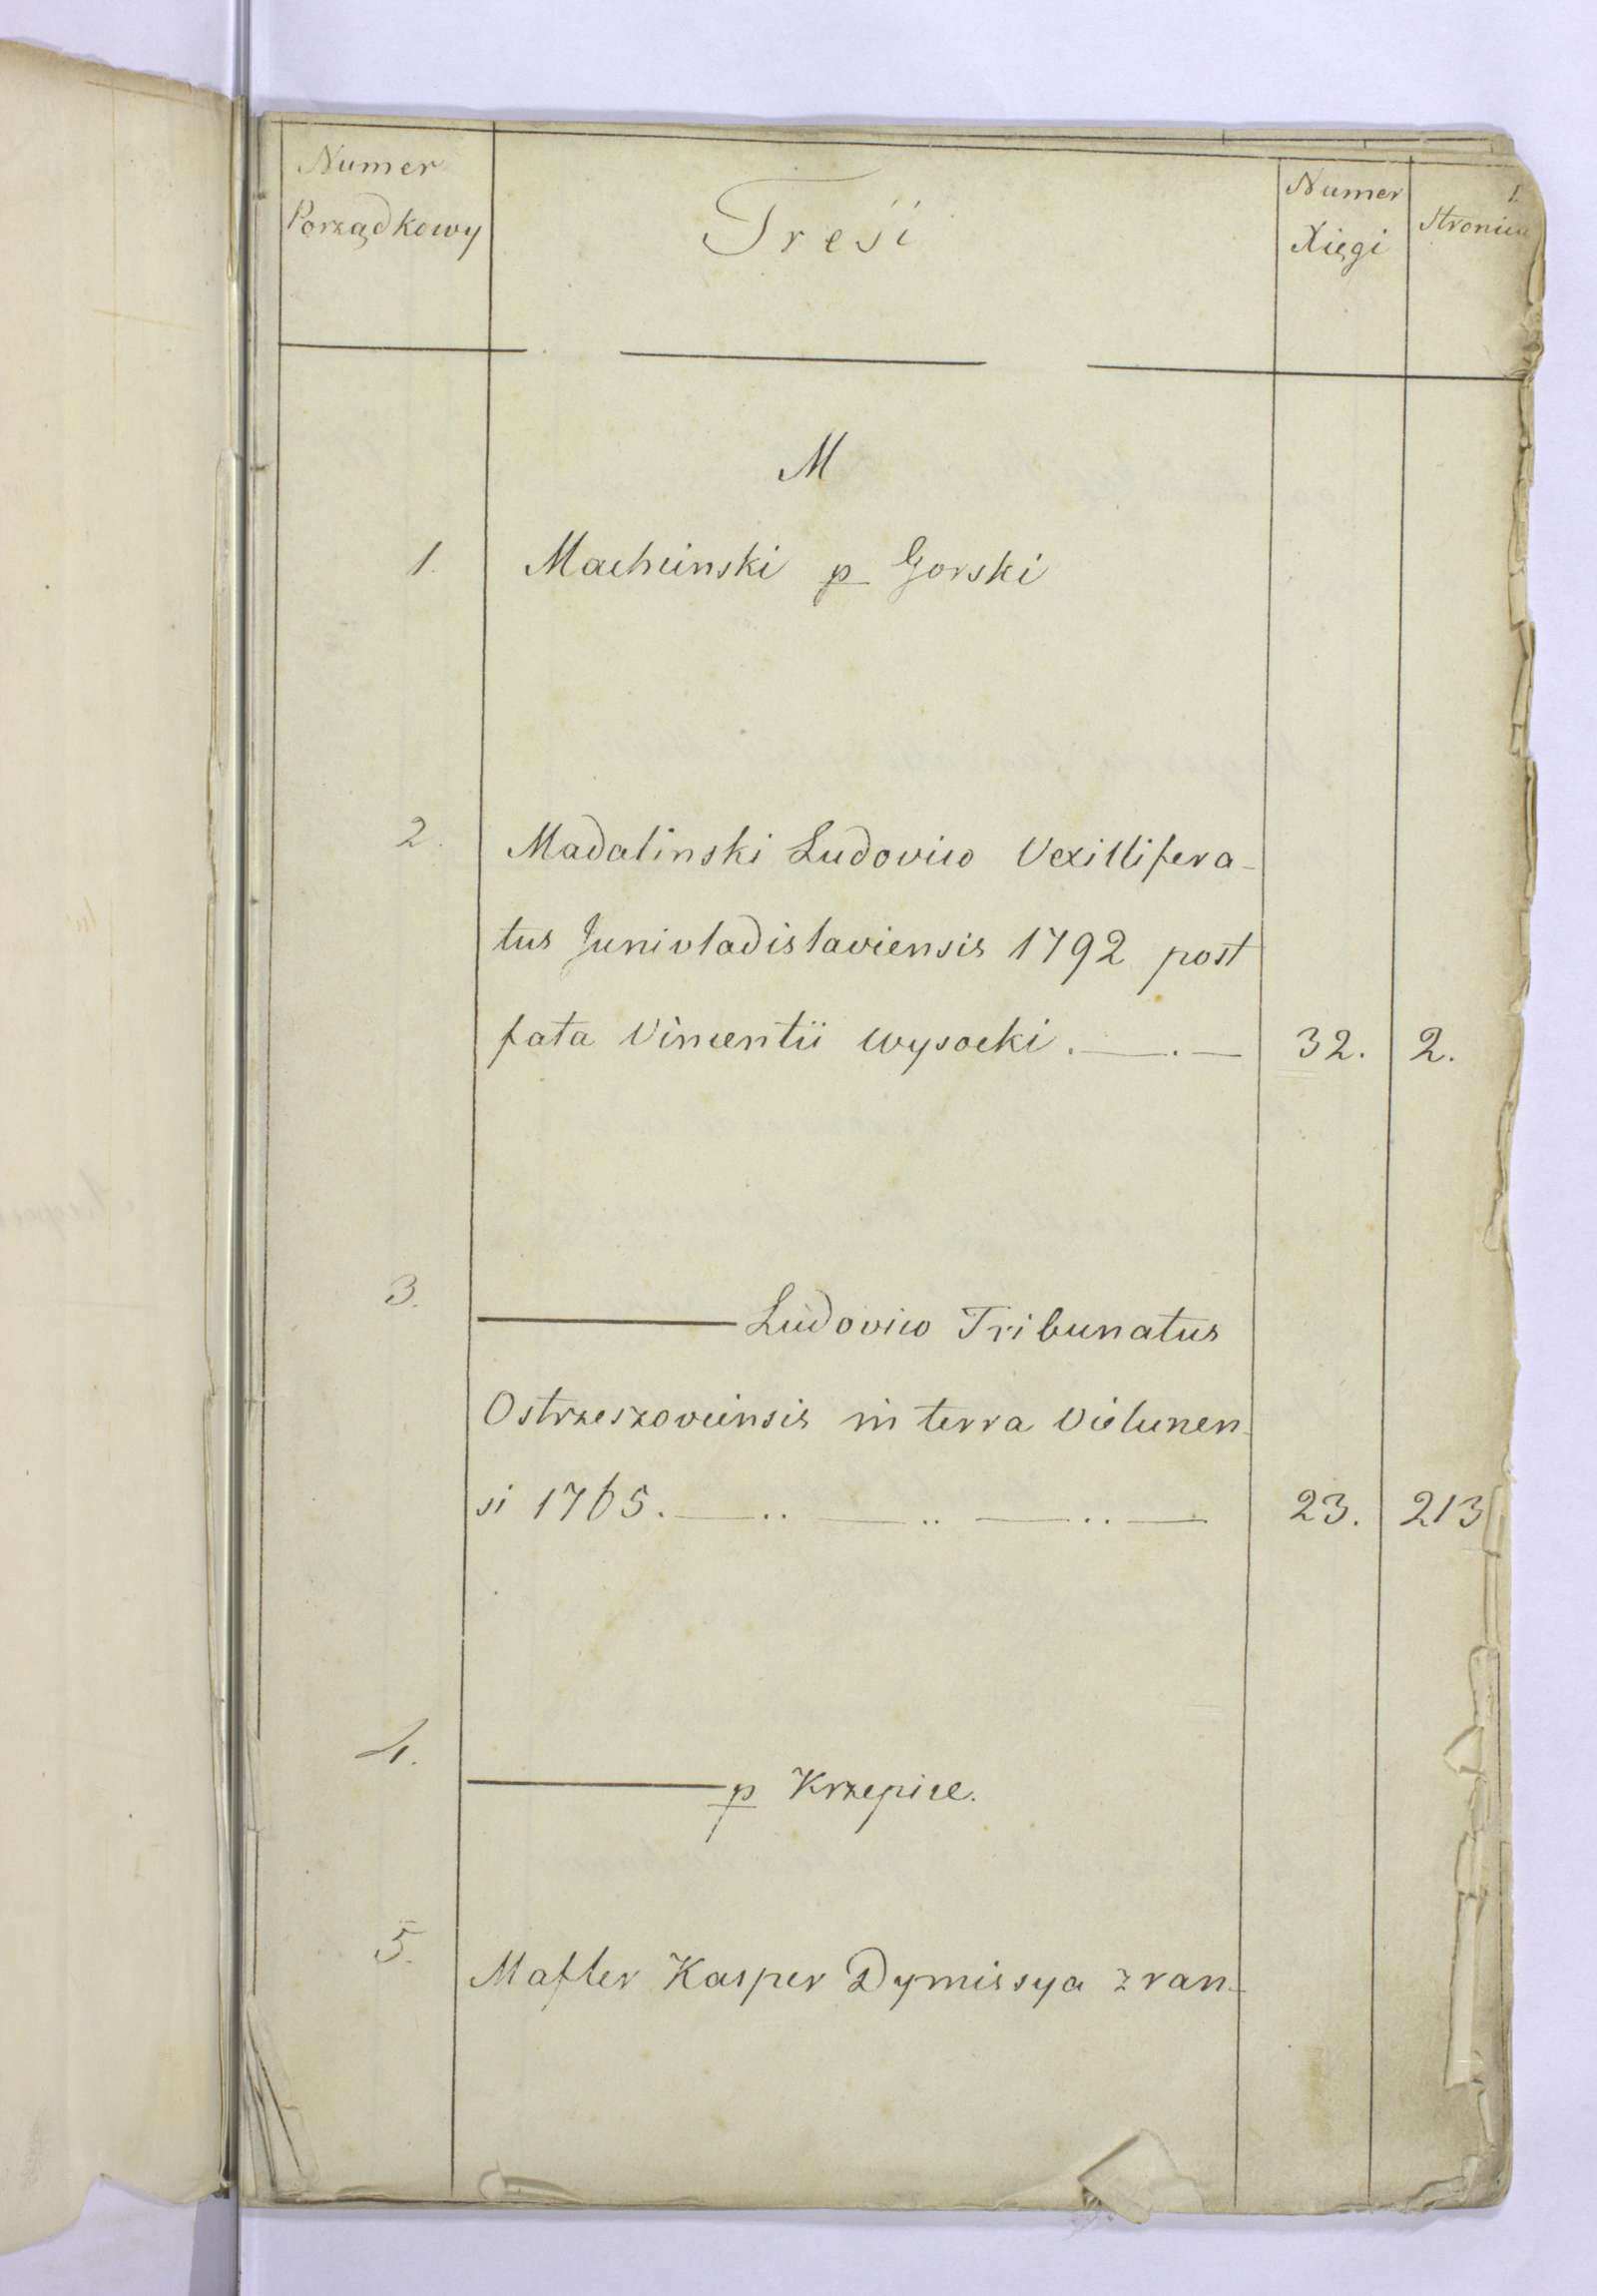 1.
Numer Porządkowy
Treść
Numer Xięgi
Stronica
M
1. Machcinski p Gorski
2. Madalinski Ludovico Vexillifera-
tus Junivladislaviensis 1792 post
fata Vincentii Wysocki . — . — 32. 2.
3. ——— Ludovico Tribunatus
Ostrzeszoviensis in terra Vielunen-
si 1765. — .. — .. — .. — 23. 213
4. ——— p Krzepice.
5. Mafler Kasper Dymissya z ran-